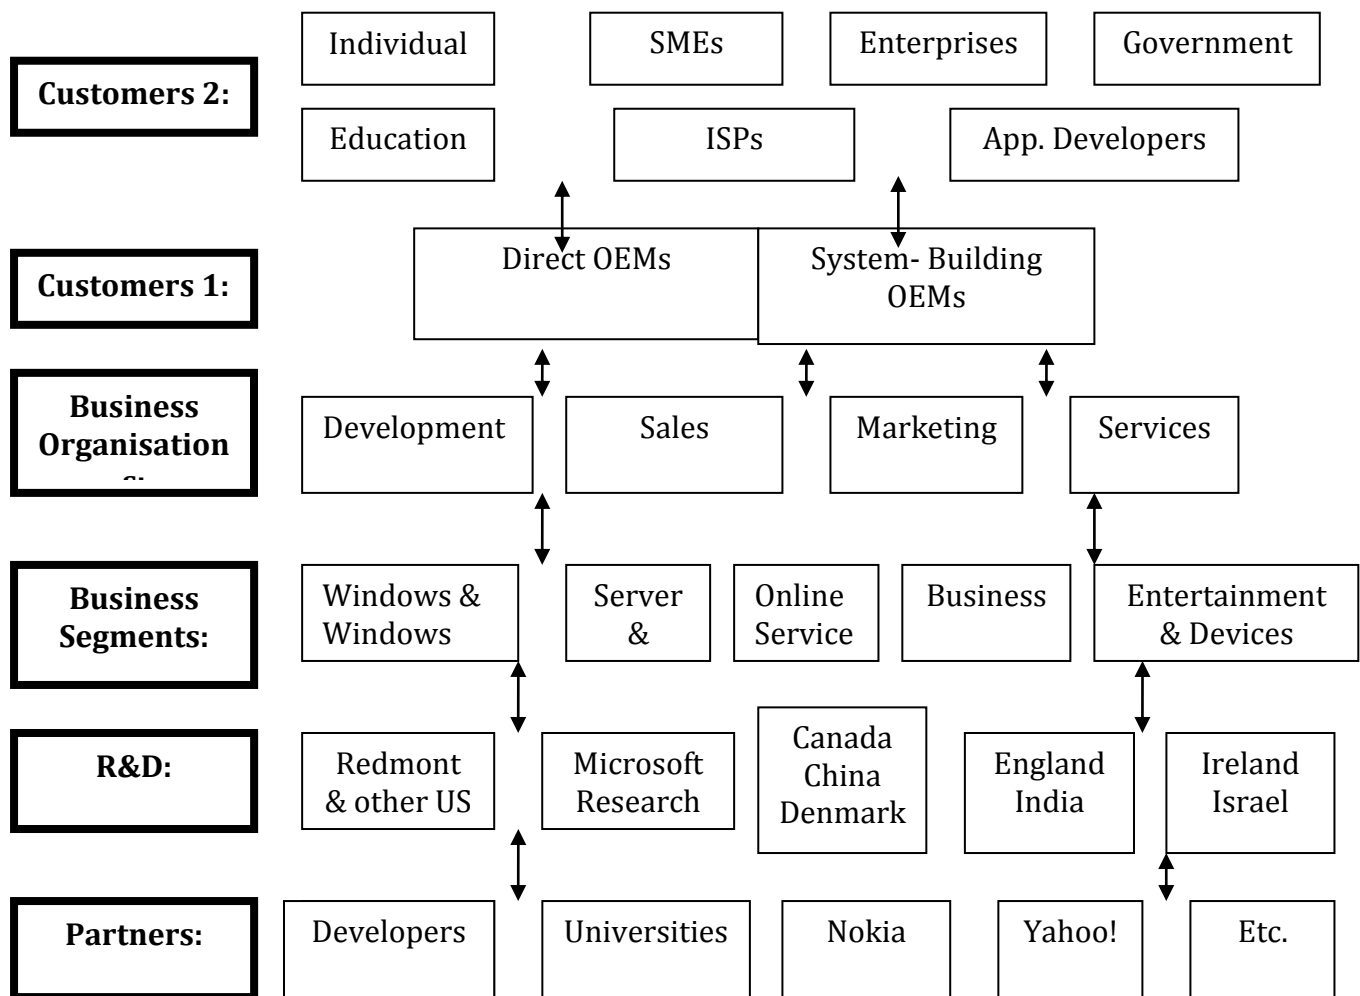 Customers 2:
Individual
SMEs
Enterprises
Government
Education
ISPs
App. Developers
Customers 1:
Direct OEMs
System- Building
OEMs
Business
Organisation
Development
Sales
Marketing
Services
Business
Segments:
Windows &
Windows
Server
&
Online
Service
Business
Entertainment
& Devices
R&D:
Redmont
& other US
Microsoft
Research
Canada
China
Denmark
England
India
Ireland
Israel
Partners:
Developers
Universities
Nokia
Yahoo!
Etc.